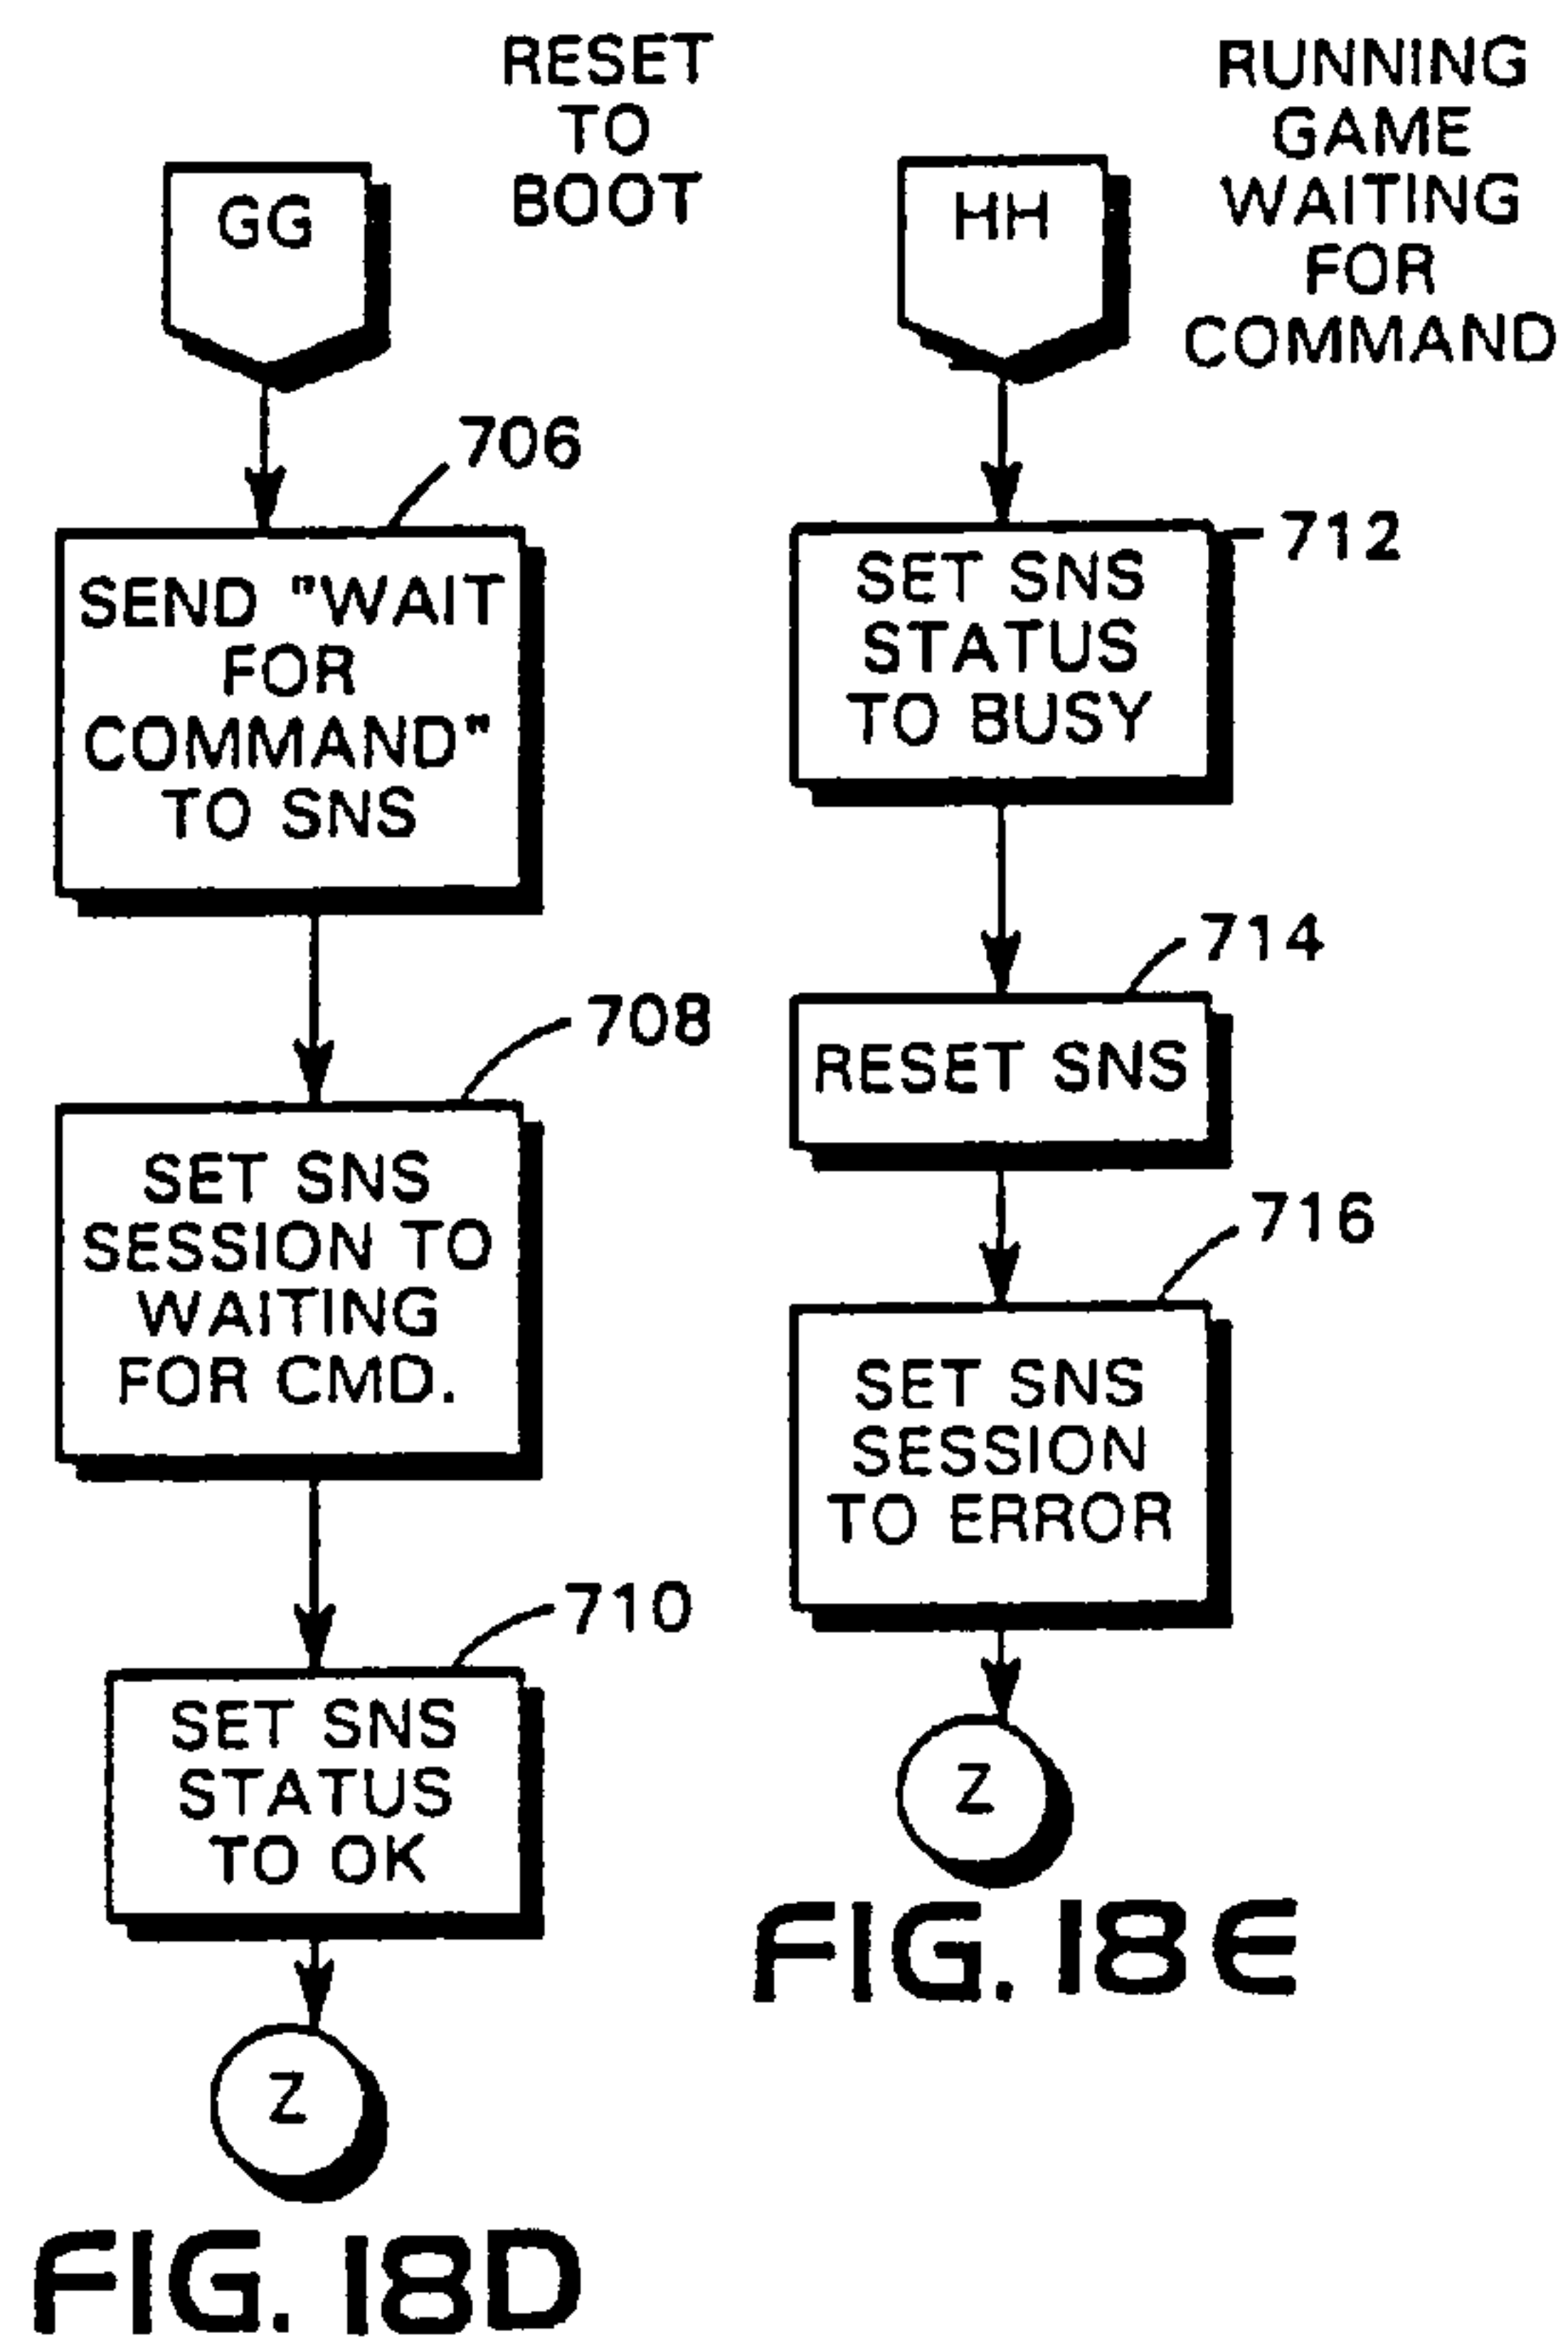 RESET
TO
BOOT
GG
706
SEND "WAIT
FOR
COMMAND"
TO SNS
708
SET SNS
SESSION TO
WAITING
FOR CMD.
710
SET SNS
STATUS
TO OK
Z
FIG. 18D
RUNNING
GAME
WAITING
FOR
COMMAND
HH
712
SET SNS
STATUS
TO BUSY
714
RESET SNS
716
SET SNS
SESSION
TO ERROR
Z
FIG. 18E